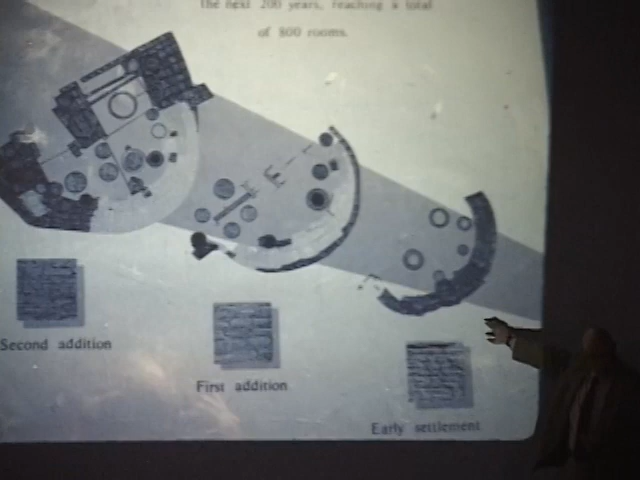 the next 200 years, reaching a total
of 800 rooms.
Second addition
First addition
Early settlement